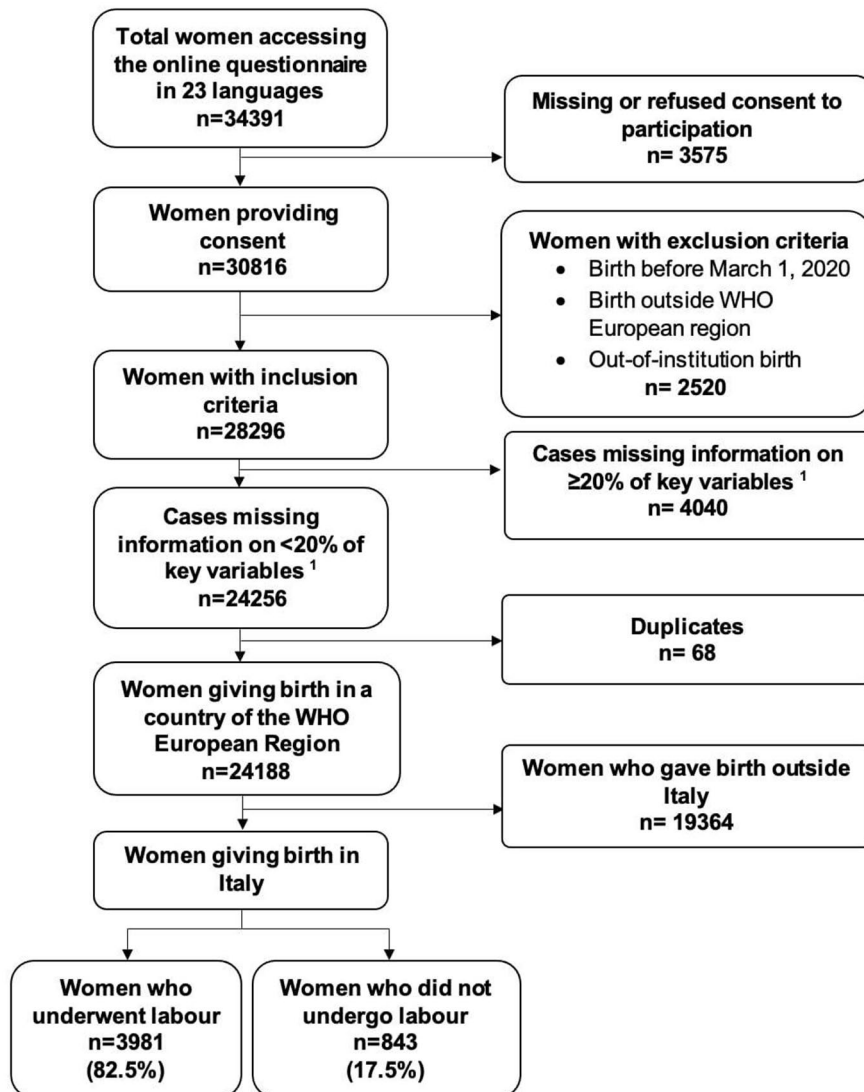 Total women accessing
the online questionnaire
in 23 languages
n=34391
Missing or refused consent to
participation
n= 3575
Women providing
consent
n=30816
Women with exclusion criteria
• Birth before March 1, 2020
• Birth outside WHO
European region
• Out-of-institution birth
n= 2520
Women with inclusion
criteria
n=28296
Cases missing information on
≥20% of key variables ¹
n= 4040
Cases missing
information on <20% of
key variables ¹
n=24256
Duplicates
n= 68
Women giving birth in a
country of the WHO
European Region
n=24188
Women who gave birth outside
Italy
n= 19364
Women giving birth in
Italy
Women who
underwent labour
n=3981
(82.5%)
Women who did not
undergo labour
n=843
(17.5%)